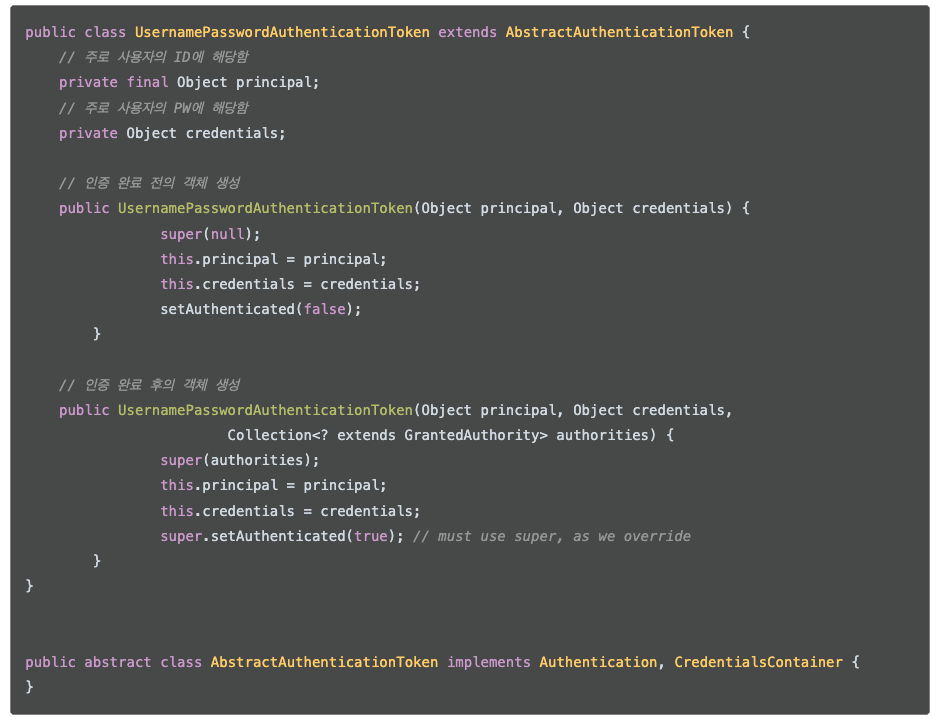 public class UsernamePasswordAuthenticationToken extends AbstractAuthenticationToken {
    // 주로 사용자의 ID에 해당함
    private final Object principal;
    // 주로 사용자의 PW에 해당함
    private Object credentials;

    // 인증 완료 전의 객체 생성
    public UsernamePasswordAuthenticationToken(Object principal, Object credentials) {
                super(null);
                this.principal = principal;
                this.credentials = credentials;
                setAuthenticated(false);
        }

    // 인증 완료 후의 객체 생성
    public UsernamePasswordAuthenticationToken(Object principal, Object credentials,
                        Collection<? extends GrantedAuthority> authorities) {
                super(authorities);
                this.principal = principal;
                this.credentials = credentials;
                super.setAuthenticated(true); // must use super, as we override
        }
}

public abstract class AbstractAuthenticationToken implements Authentication, CredentialsContainer {
}